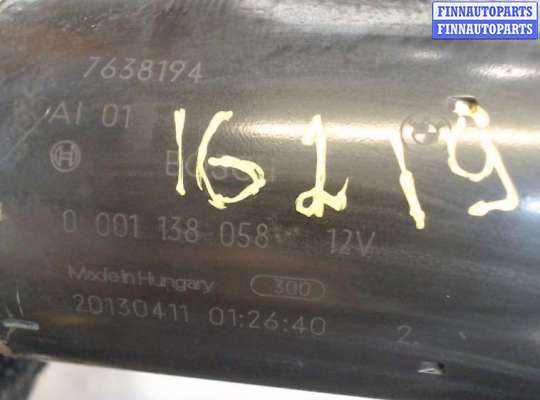 FINNAUTOPARTS
FINNAUTOPARTS
7638194
AI 01
16219
BOSCH
0 001 138 058 12V
Made in Hungary 300
20130411 01:26:40 2.